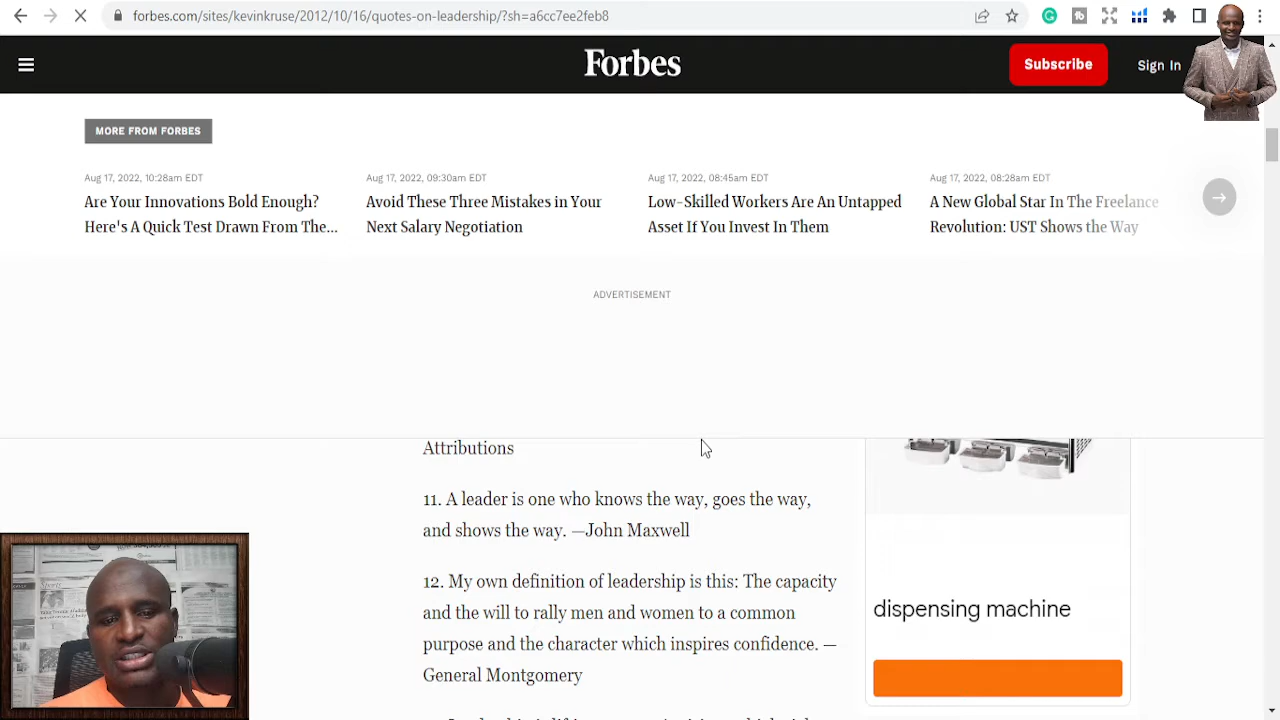 forbes.com/sites/kevinkruse/2012/10/16/quotes-on-leadership/?sh=a6cc7ee2feb8
Forbes
Subscribe
Sign In
MORE FROM FORBES
Aug 17, 2022, 10:28am EDT
Are Your Innovations Bold Enough?
Here's A Quick Test Drawn From The...
Aug 17, 2022, 09:30am EDT
Avoid These Three Mistakes in Your
Next Salary Negotiation
Aug 17, 2022, 08:45am EDT
Low-Skilled Workers Are An Untapped
Asset If You Invest In Them
Aug 17, 2022, 08:28am EDT
A New Global Star In The Freelance
Revolution: UST Shows the Way
ADVERTISEMENT
Attributions
11. A leader is one who knows the way, goes the way,
and shows the way. —John Maxwell
12. My own definition of leadership is this: The capacity
and the will to rally men and women to a common
purpose and the character which inspires confidence. —
General Montgomery
dispensing machine